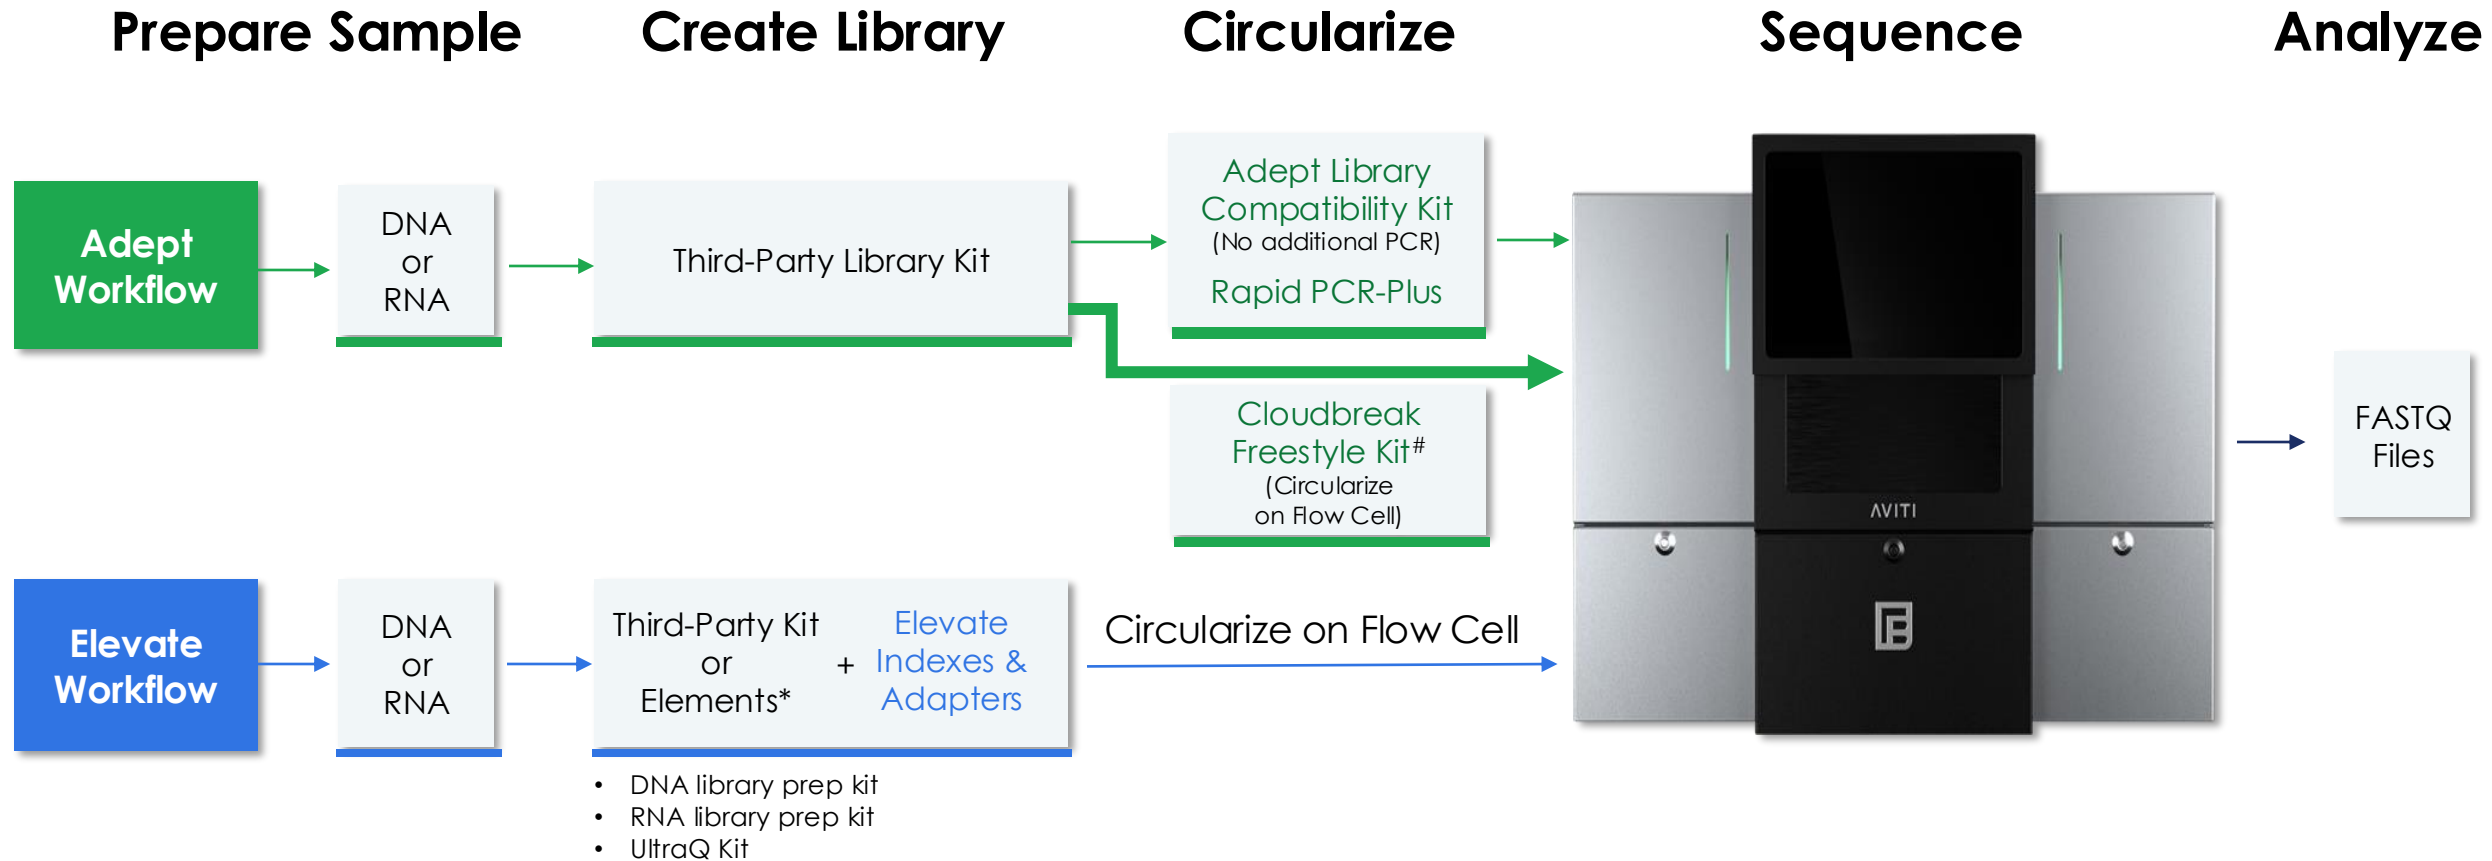 Prepare Sample
Create Library
Circularize
Sequence
Analyze
Adept
Workflow
DNA
or
RNA
Third-Party Library Kit
Adept Library
Compatibility Kit
(No additional PCR)
Rapid PCR-Plus
Cloudbreak
Freestyle Kit#
(Circularize
on Flow Cell)
AVITI
FASTQ
Files
Elevate
Workflow
DNA
or
RNA
Third-Party Kit
or
Elements*
+
Elevate
Indexes &
Adapters
Circularize on Flow Cell
• DNA library prep kit
• RNA library prep kit
• UltraQ Kit